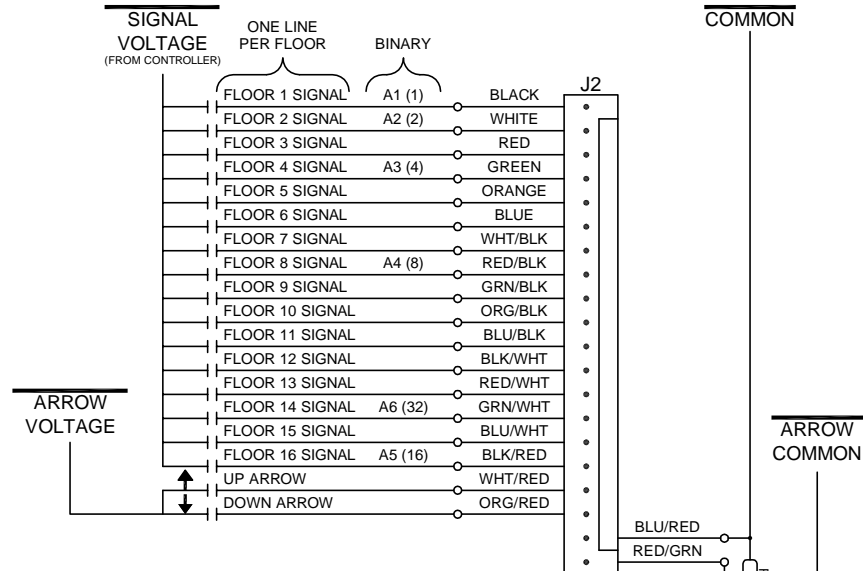 SIGNAL
VOLTAGE
(FROM CONTROLLER)
ONE LINE
PER FLOOR
BINARY
COMMON
J2
FLOOR 1 SIGNAL A1 (1) BLACK
FLOOR 2 SIGNAL A2 (2) WHITE
FLOOR 3 SIGNAL RED
FLOOR 4 SIGNAL A3 (4) GREEN
FLOOR 5 SIGNAL ORANGE
FLOOR 6 SIGNAL BLUE
FLOOR 7 SIGNAL WHT/BLK
FLOOR 8 SIGNAL A4 (8) RED/BLK
FLOOR 9 SIGNAL GRN/BLK
FLOOR 10 SIGNAL ORG/BLK
FLOOR 11 SIGNAL BLU/BLK
FLOOR 12 SIGNAL BLK/WHT
FLOOR 13 SIGNAL RED/WHT
FLOOR 14 SIGNAL A6 (32) GRN/WHT
FLOOR 15 SIGNAL BLU/WHT
FLOOR 16 SIGNAL A5 (16) BLK/RED
UP ARROW WHT/RED
DOWN ARROW ORG/RED
ARROW
VOLTAGE
ARROW
COMMON
BLU/RED
RED/GRN